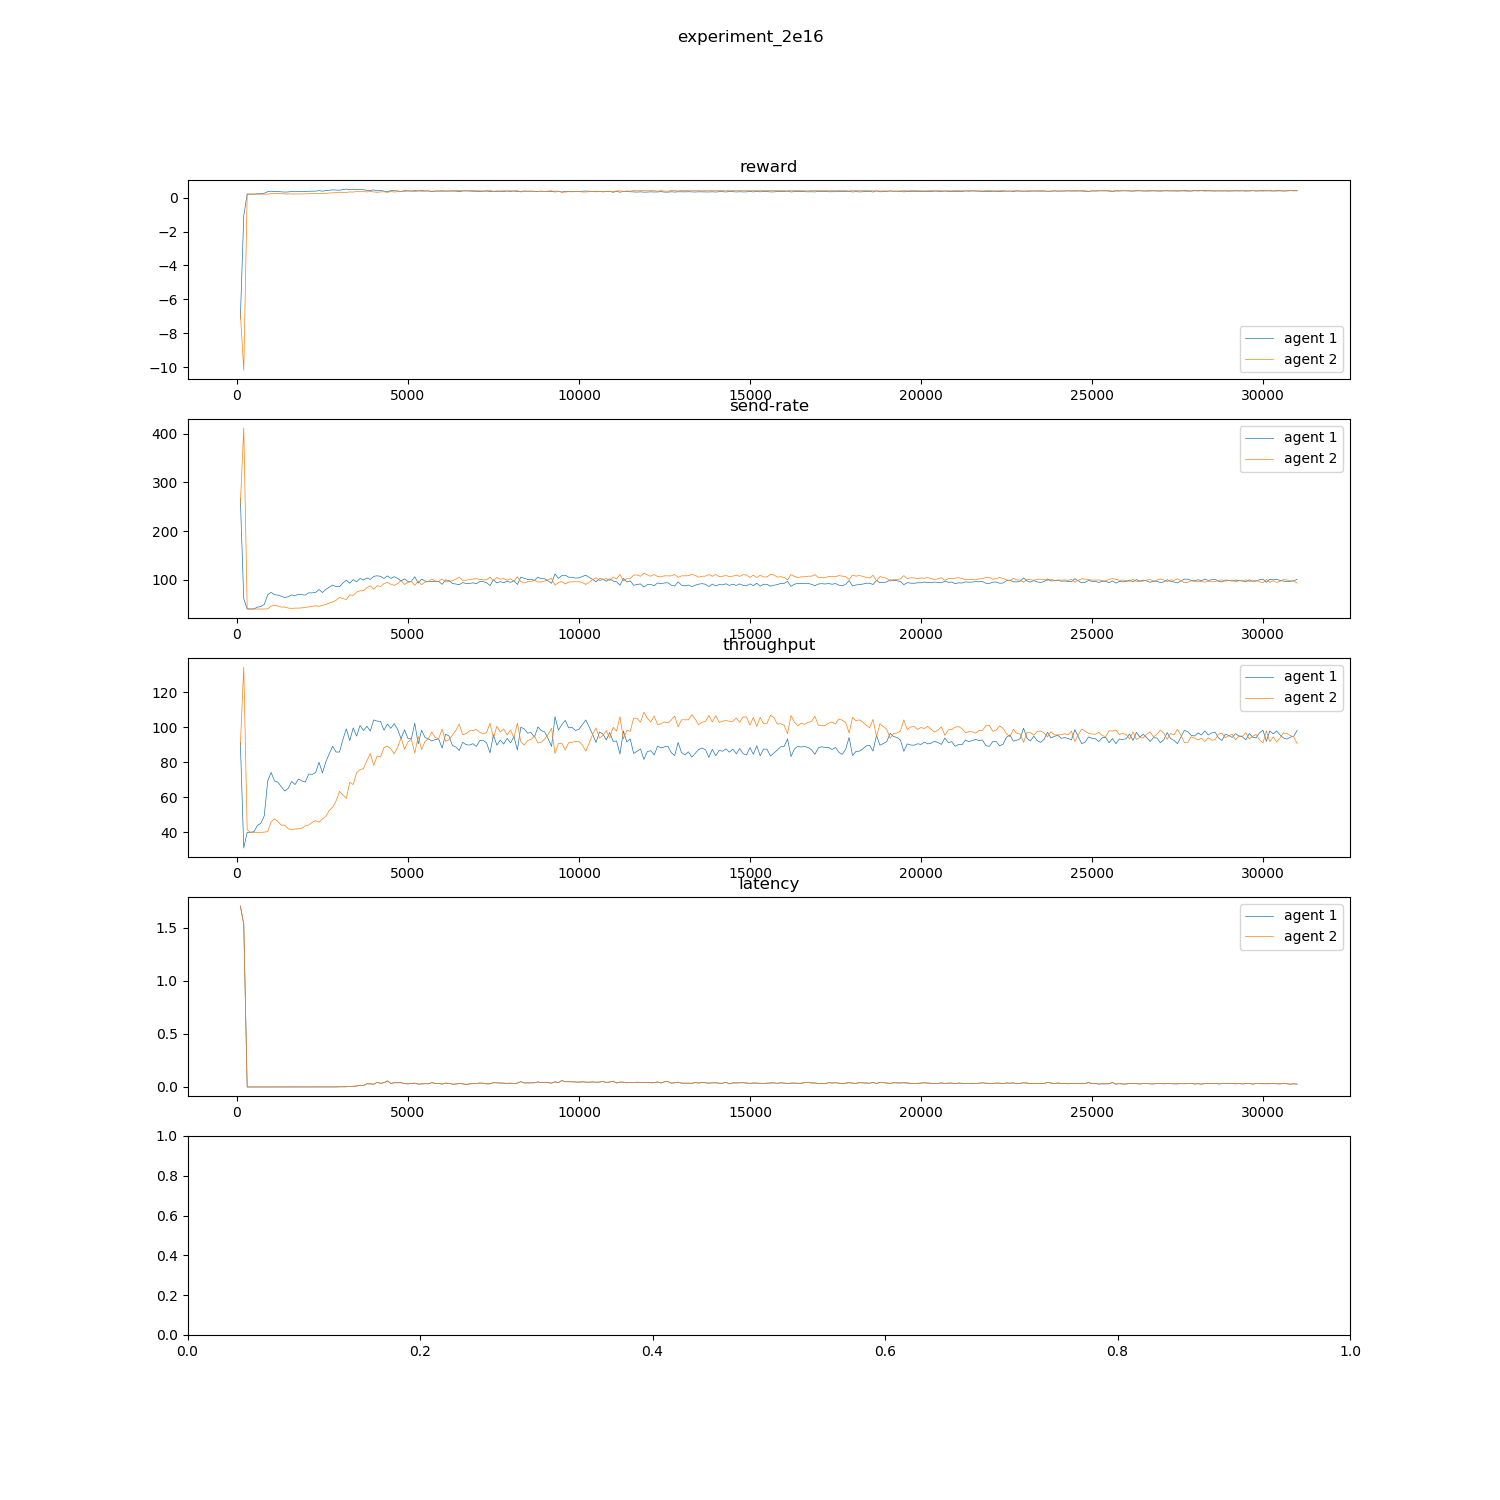 experiment_2e16
reward
0
−2
−4
−6
−8
−10
agent 1
agent 2
0 5000 10000 15000 20000 25000 30000
send-rate
400
300
200
100
agent 1
agent 2
0 5000 10000 15000 20000 25000 30000
throughput
120
100
80
60
40
agent 1
agent 2
0 5000 10000 15000 20000 25000 30000
latency
1.5
1.0
0.5
0.0
agent 1
agent 2
0 5000 10000 15000 20000 25000 30000
1.0
0.8
0.6
0.4
0.2
0.0
0.0 0.2 0.4 0.6 0.8 1.0